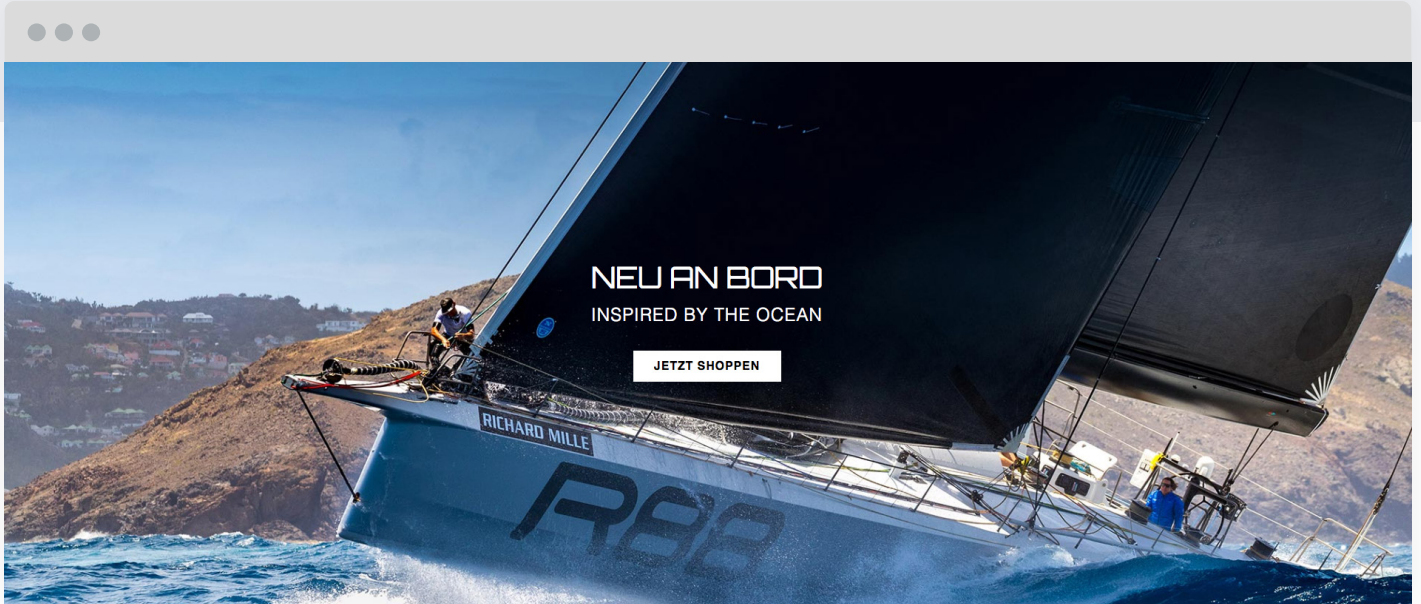 NEU AN BORD
INSPIRED BY THE OCEAN
JETZT SHOPPEN
RICHARD MILLE
R88